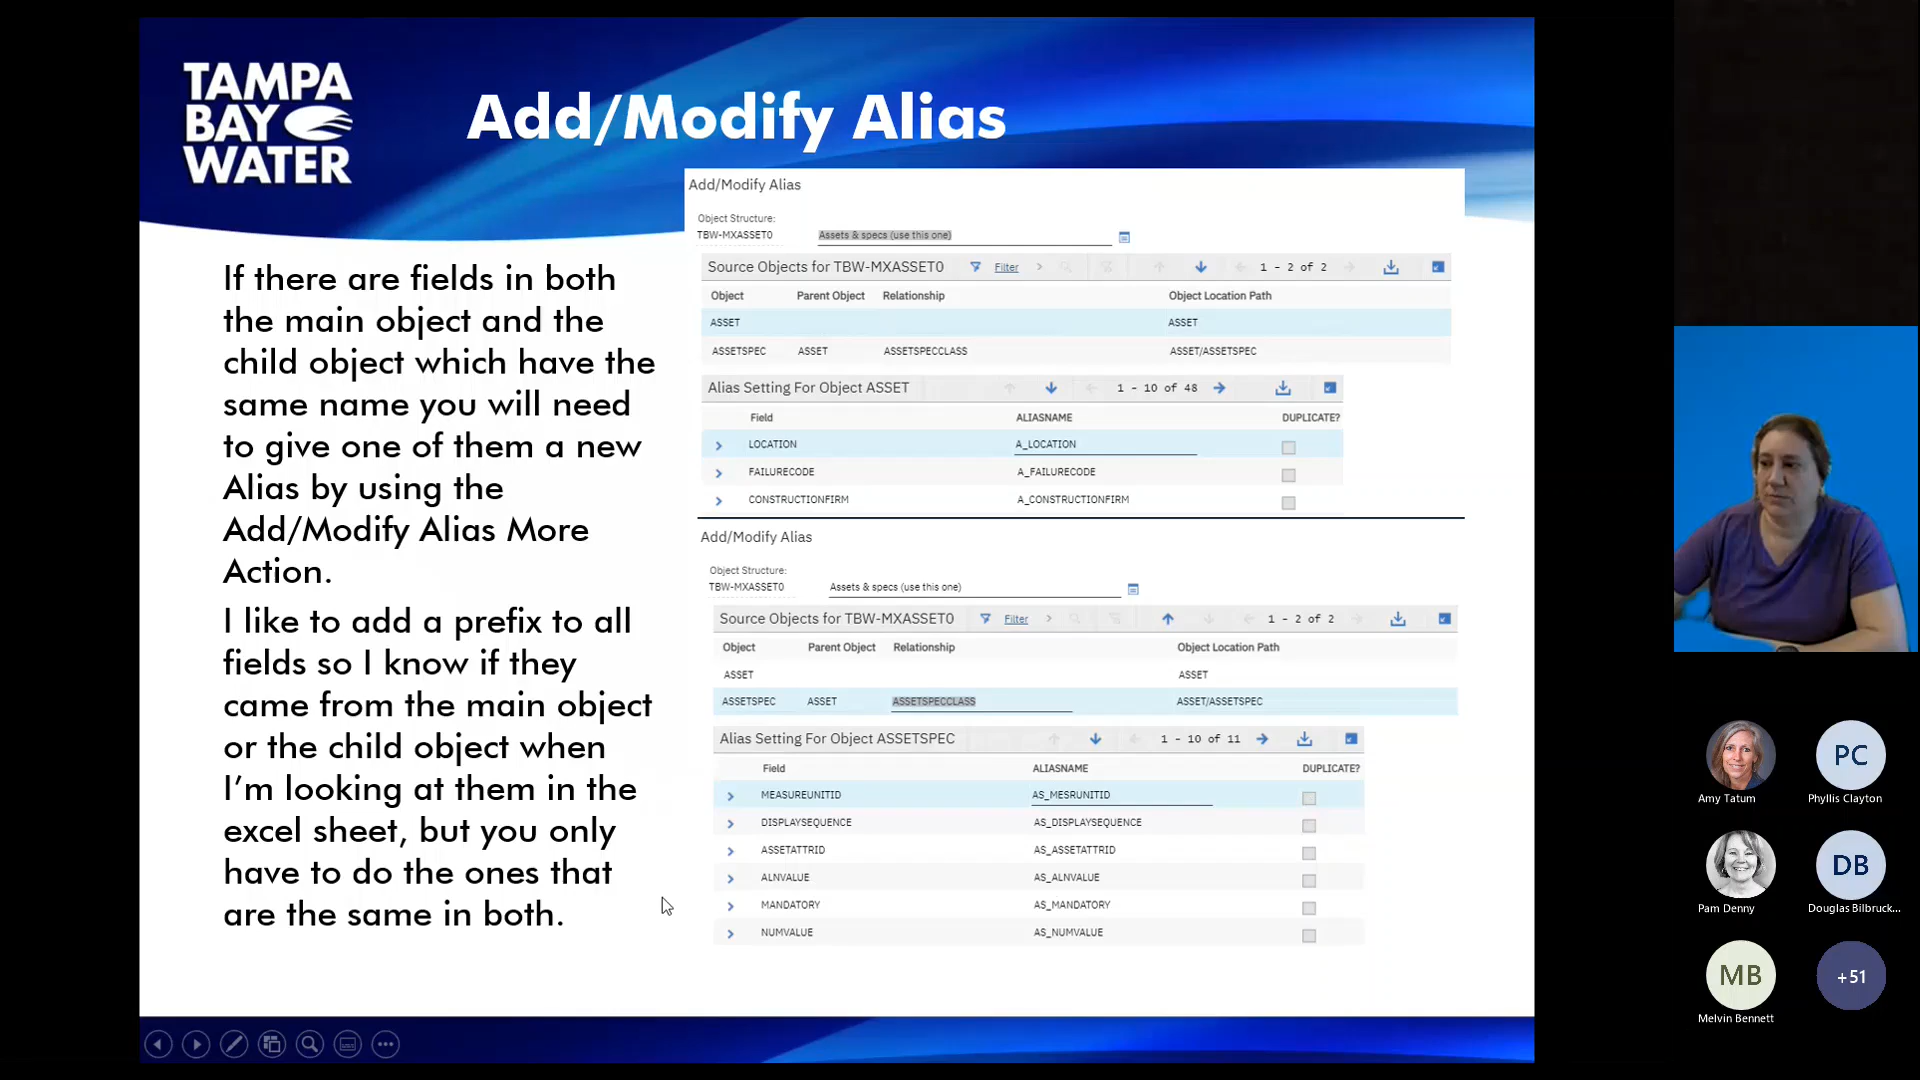 TAMPA
BAY
WATER
Add/Modify Alias
If there are fields in both
the main object and the
child object which have the
same name you will need
to give one of them a new
Alias by using the
Add/Modify Alias More
Action.
I like to add a prefix to all
fields so I know if they
came from the main object
or the child object when
I'm looking at them in the
excel sheet, but you only
have to do the ones that
are the same in both.
Add/Modify Alias
Object Structure:
TBW-MXASSET0 Assets & specs (use this one)
Source Objects for TBW-MXASSET0 Filter 1 - 2 of 2
Object Parent Object Relationship Object Location Path
ASSET ASSET
ASSETSPEC ASSET ASSETSPECCLASS ASSET/ASSETSPEC
Alias Setting For Object ASSET 1 - 10 of 48
Field ALIASNAME DUPLICATE?
LOCATION A_LOCATION
FAILURECODE A_FAILURECODE
CONSTRUCTIONFIRM A_CONSTRUCTIONFIRM
Add/Modify Alias
Object Structure:
TBW-MXASSET0 Assets & specs (use this one)
Source Objects for TBW-MXASSET0 Filter 1 - 2 of 2
Object Parent Object Relationship Object Location Path
ASSET ASSET
ASSETSPEC ASSET ASSETSPECCLASS ASSET/ASSETSPEC
Alias Setting For Object ASSETSPEC 1 - 10 of 11
Field ALIASNAME DUPLICATE?
MEASUREUNITID AS_MESRUNITID
DISPLAYSEQUENCE AS_DISPLAYSEQUENCE
ASSETATTRID AS_ASSETATTRID
ALNVALUE AS_ALNVALUE
MANDATORY AS_MANDATORY
NUMVALUE AS_NUMVALUE
PC
Amy Tatum Phyllis Clayton
DB
Pam Denny Douglas Bilbruck...
MB +51
Melvin Bennett